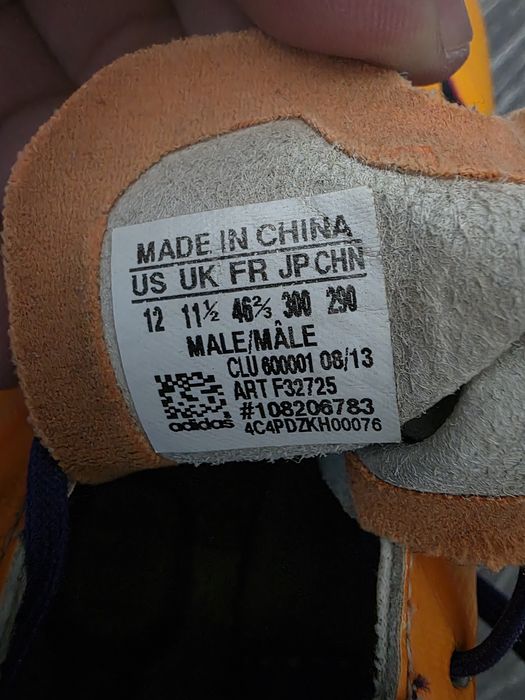 MADE IN CHINA
US UK FR JP CHN
12 11½ 46⅔ 300 290
MALE/MÂLE
CLU 600001 08/13
ART F32725
#108206783
adidas 4C4PDZKH00076